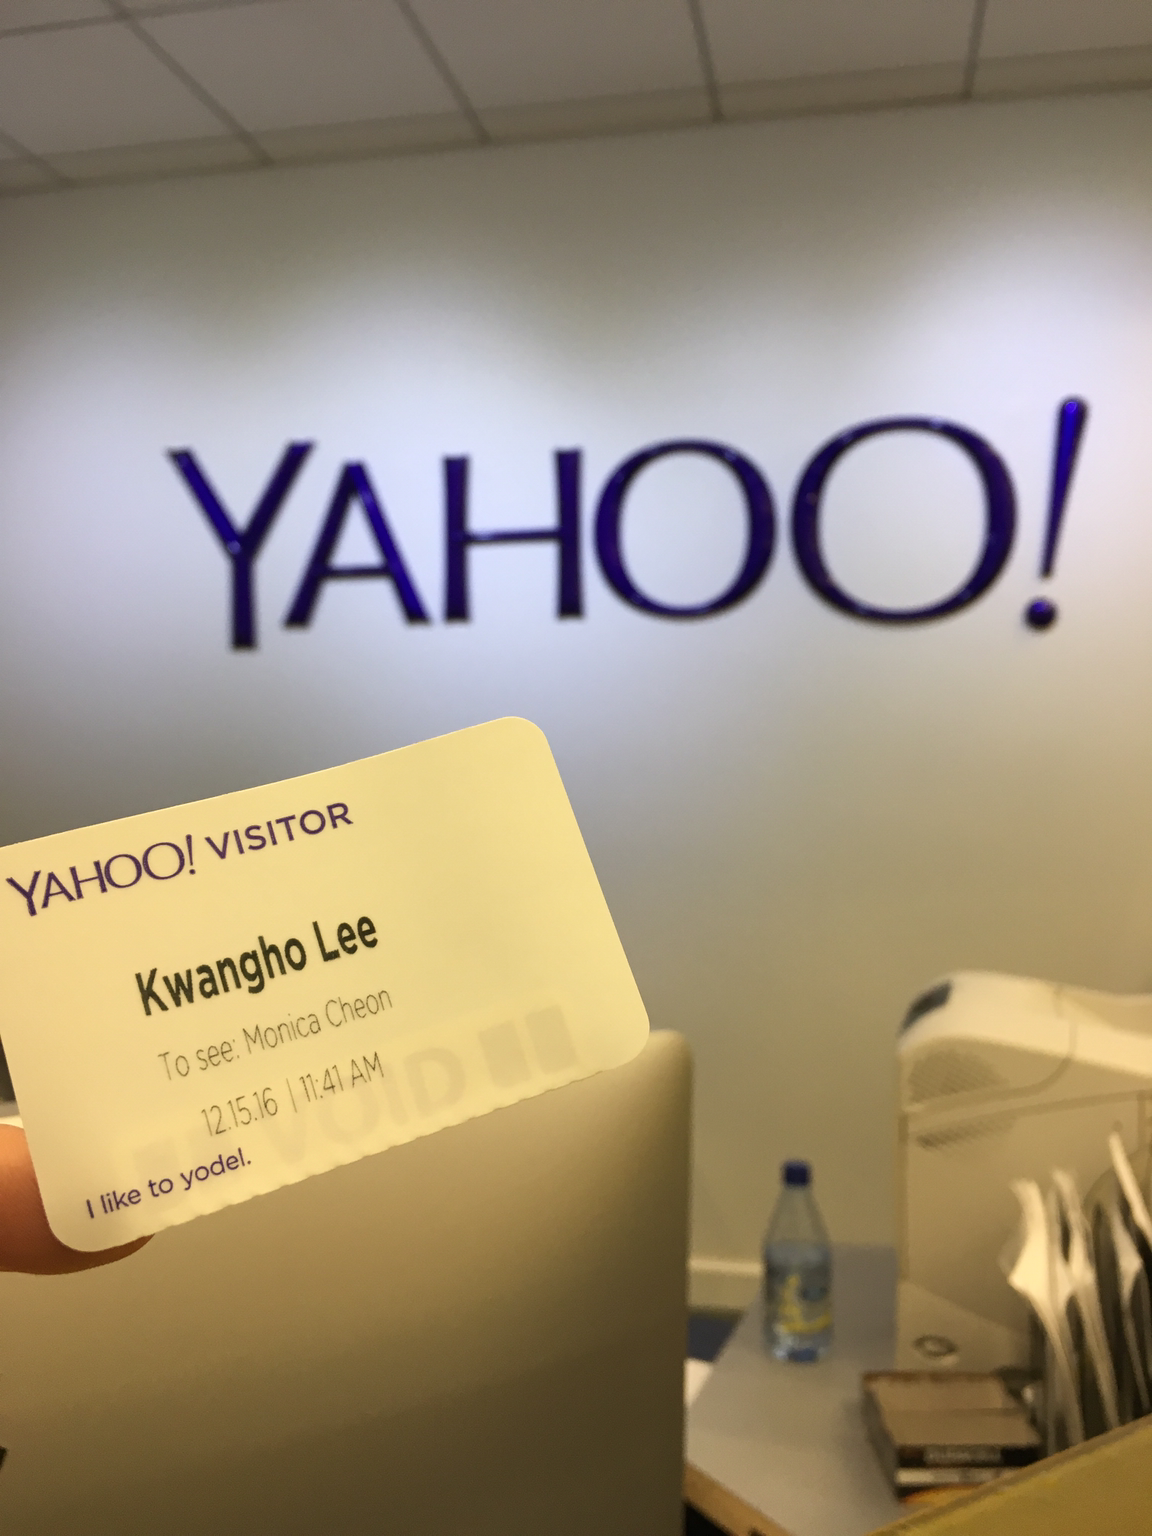 YAHOO!
YAHOO! VISITOR
Kwangho Lee
To see: Monica Cheon
12.15.16 | 11:41 AM
VOID
I like to yodel.